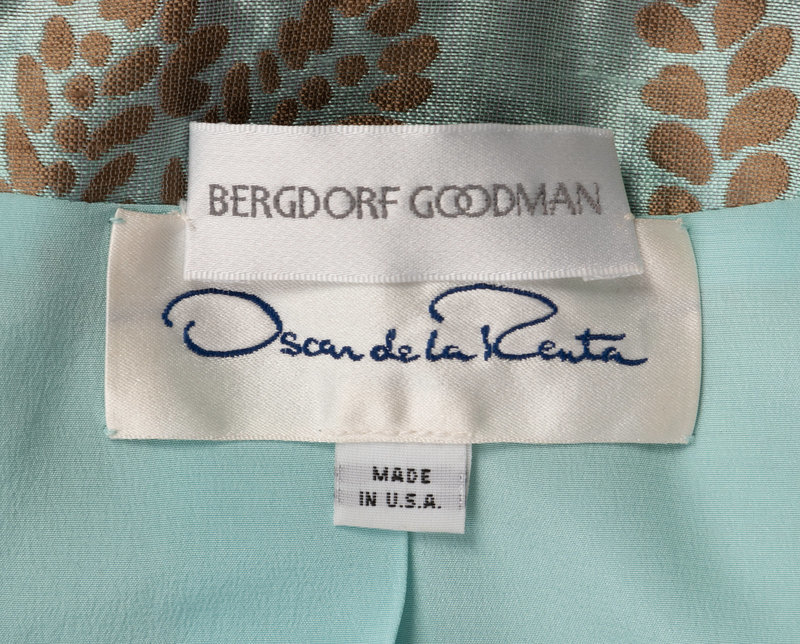 BERGDORF GOODMAN
Oscar de la Renta
MADE
IN U.S.A.